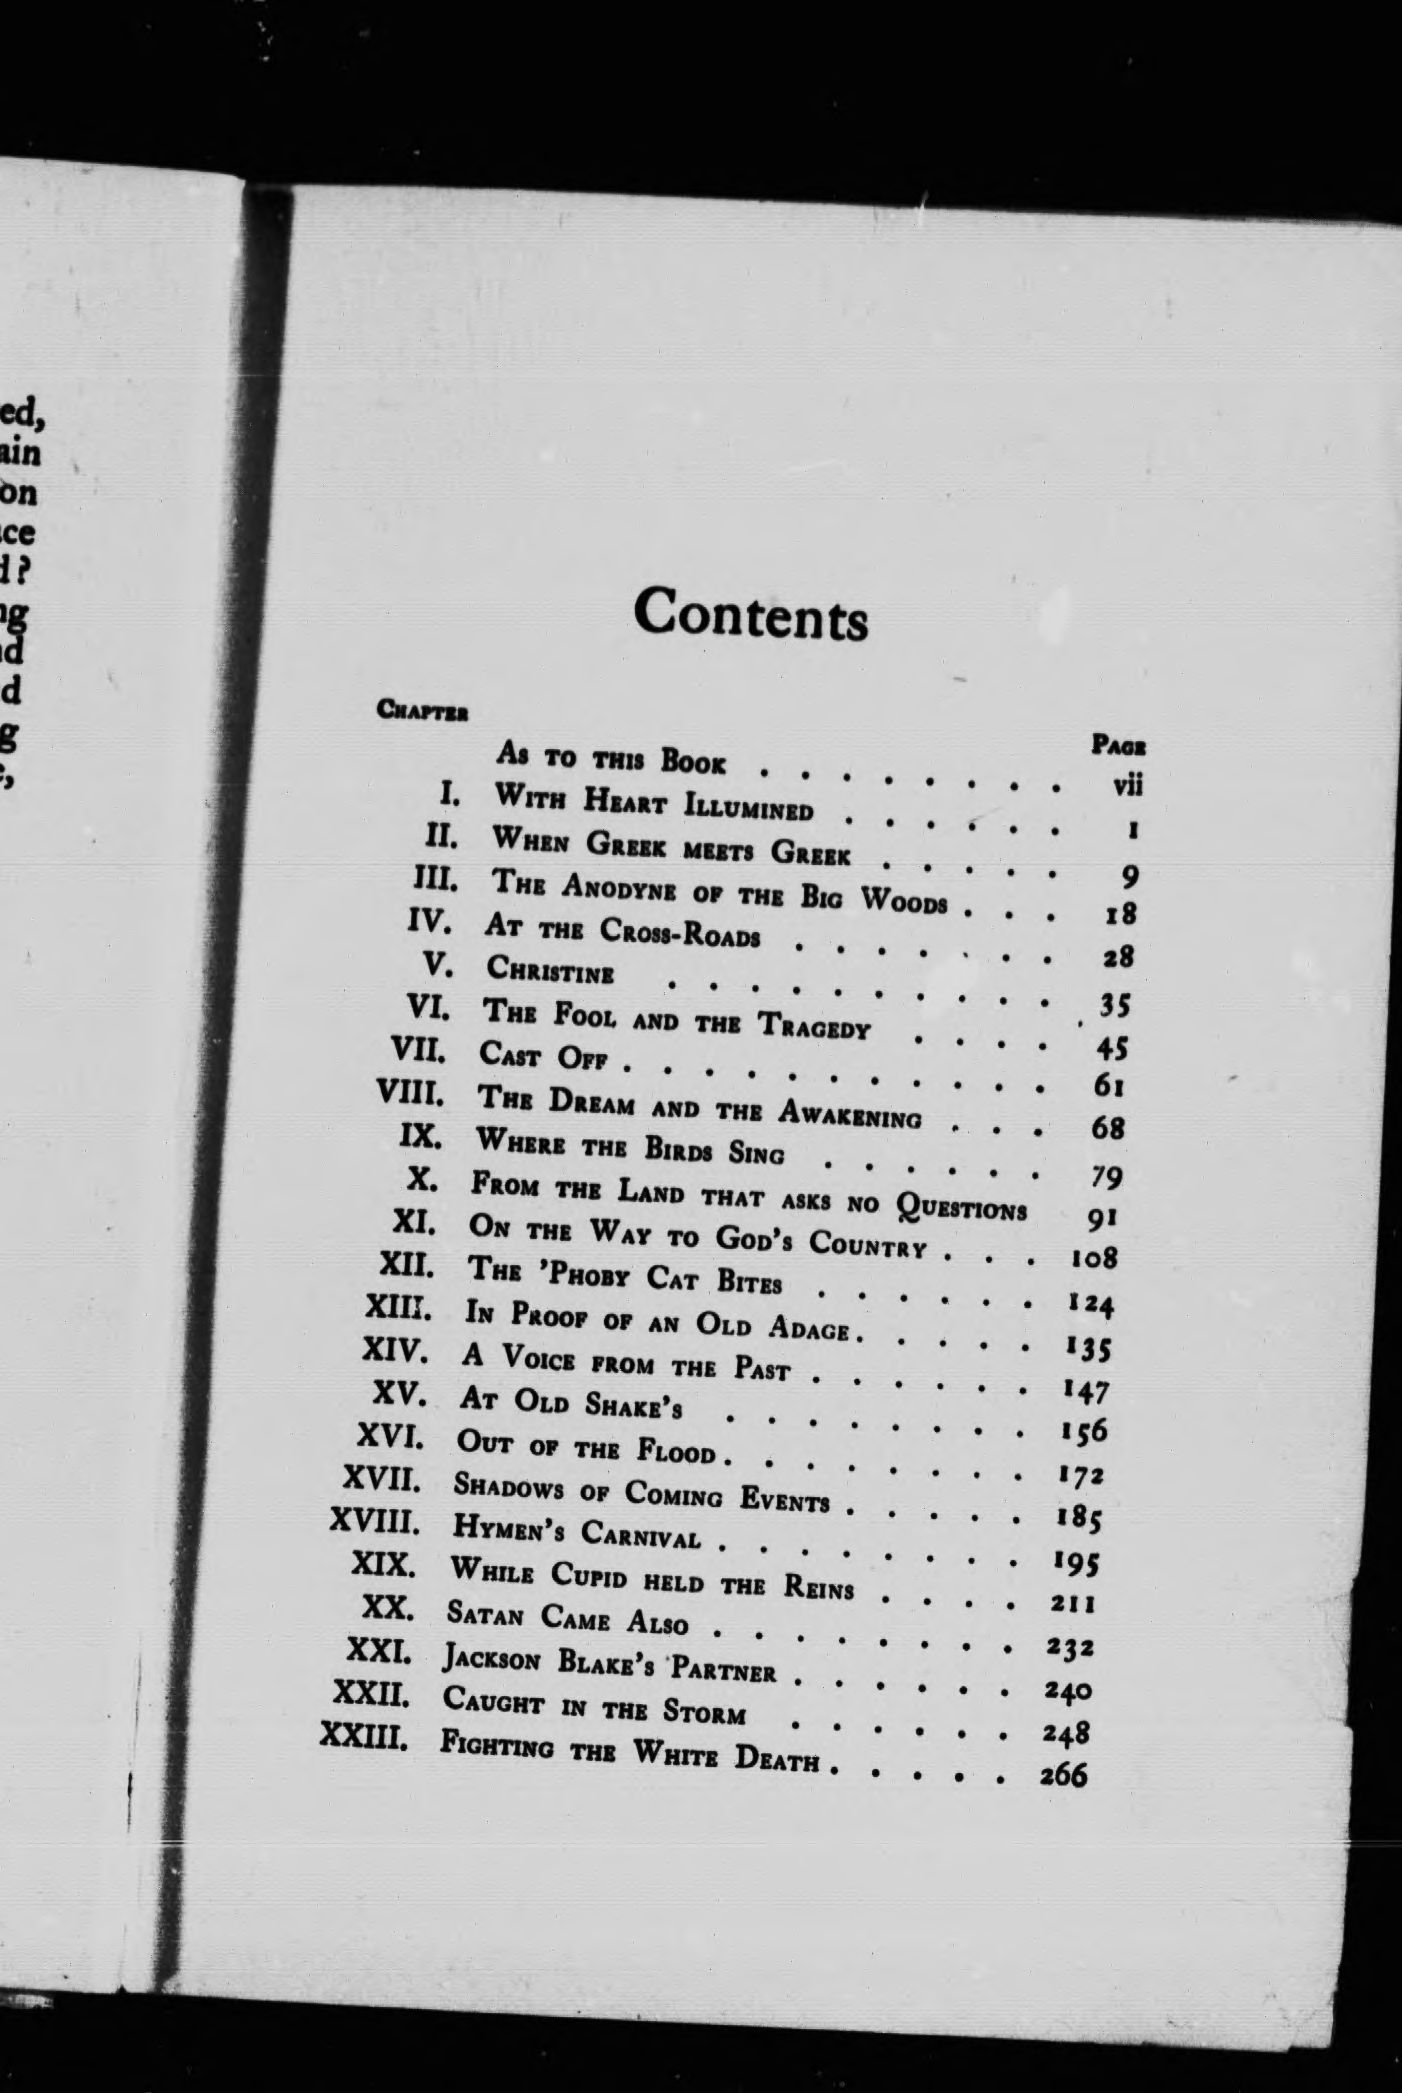 ed,
ain
on
ce
d?
ng
nd
d
g
e,
Contents
CHAPTER PAGE
AS TO THIS BOOK . . . . . . . . vii
I. WITH HEART ILLUMINED . . . . . . 1
II. WHEN GREEK MEETS GREEK . . . . . 9
III. THE ANODYNE OF THE BIG WOODS . . . 18
IV. AT THE CROSS-ROADS . . . . . . . 28
V. CHRISTINE . . . . . . . . . . 35
VI. THE FOOL AND THE TRAGEDY . . . . 45
VII. CAST OFF . . . . . . . . . . . 61
VIII. THE DREAM AND THE AWAKENING . . . 68
IX. WHERE THE BIRDS SING . . . . . . 79
X. FROM THE LAND THAT ASKS NO QUESTIONS 91
XI. ON THE WAY TO GOD'S COUNTRY . . . 108
XII. THE 'PHOBY CAT BITES . . . . . . 124
XIII. IN PROOF OF AN OLD ADAGE . . . . . 135
XIV. A VOICE FROM THE PAST . . . . . . 147
XV. AT OLD SHAKE'S . . . . . . . . 156
XVI. OUT OF THE FLOOD . . . . . . . . 172
XVII. SHADOWS OF COMING EVENTS . . . . . 185
XVIII. HYMEN'S CARNIVAL . . . . . . . . 195
XIX. WHILE CUPID HELD THE REINS . . . . 211
XX. SATAN CAME ALSO . . . . . . . . 232
XXI. JACKSON BLAKE'S PARTNER . . . . . . 240
XXII. CAUGHT IN THE STORM . . . . . . 248
XXIII. FIGHTING THE WHITE DEATH . . . . . 266